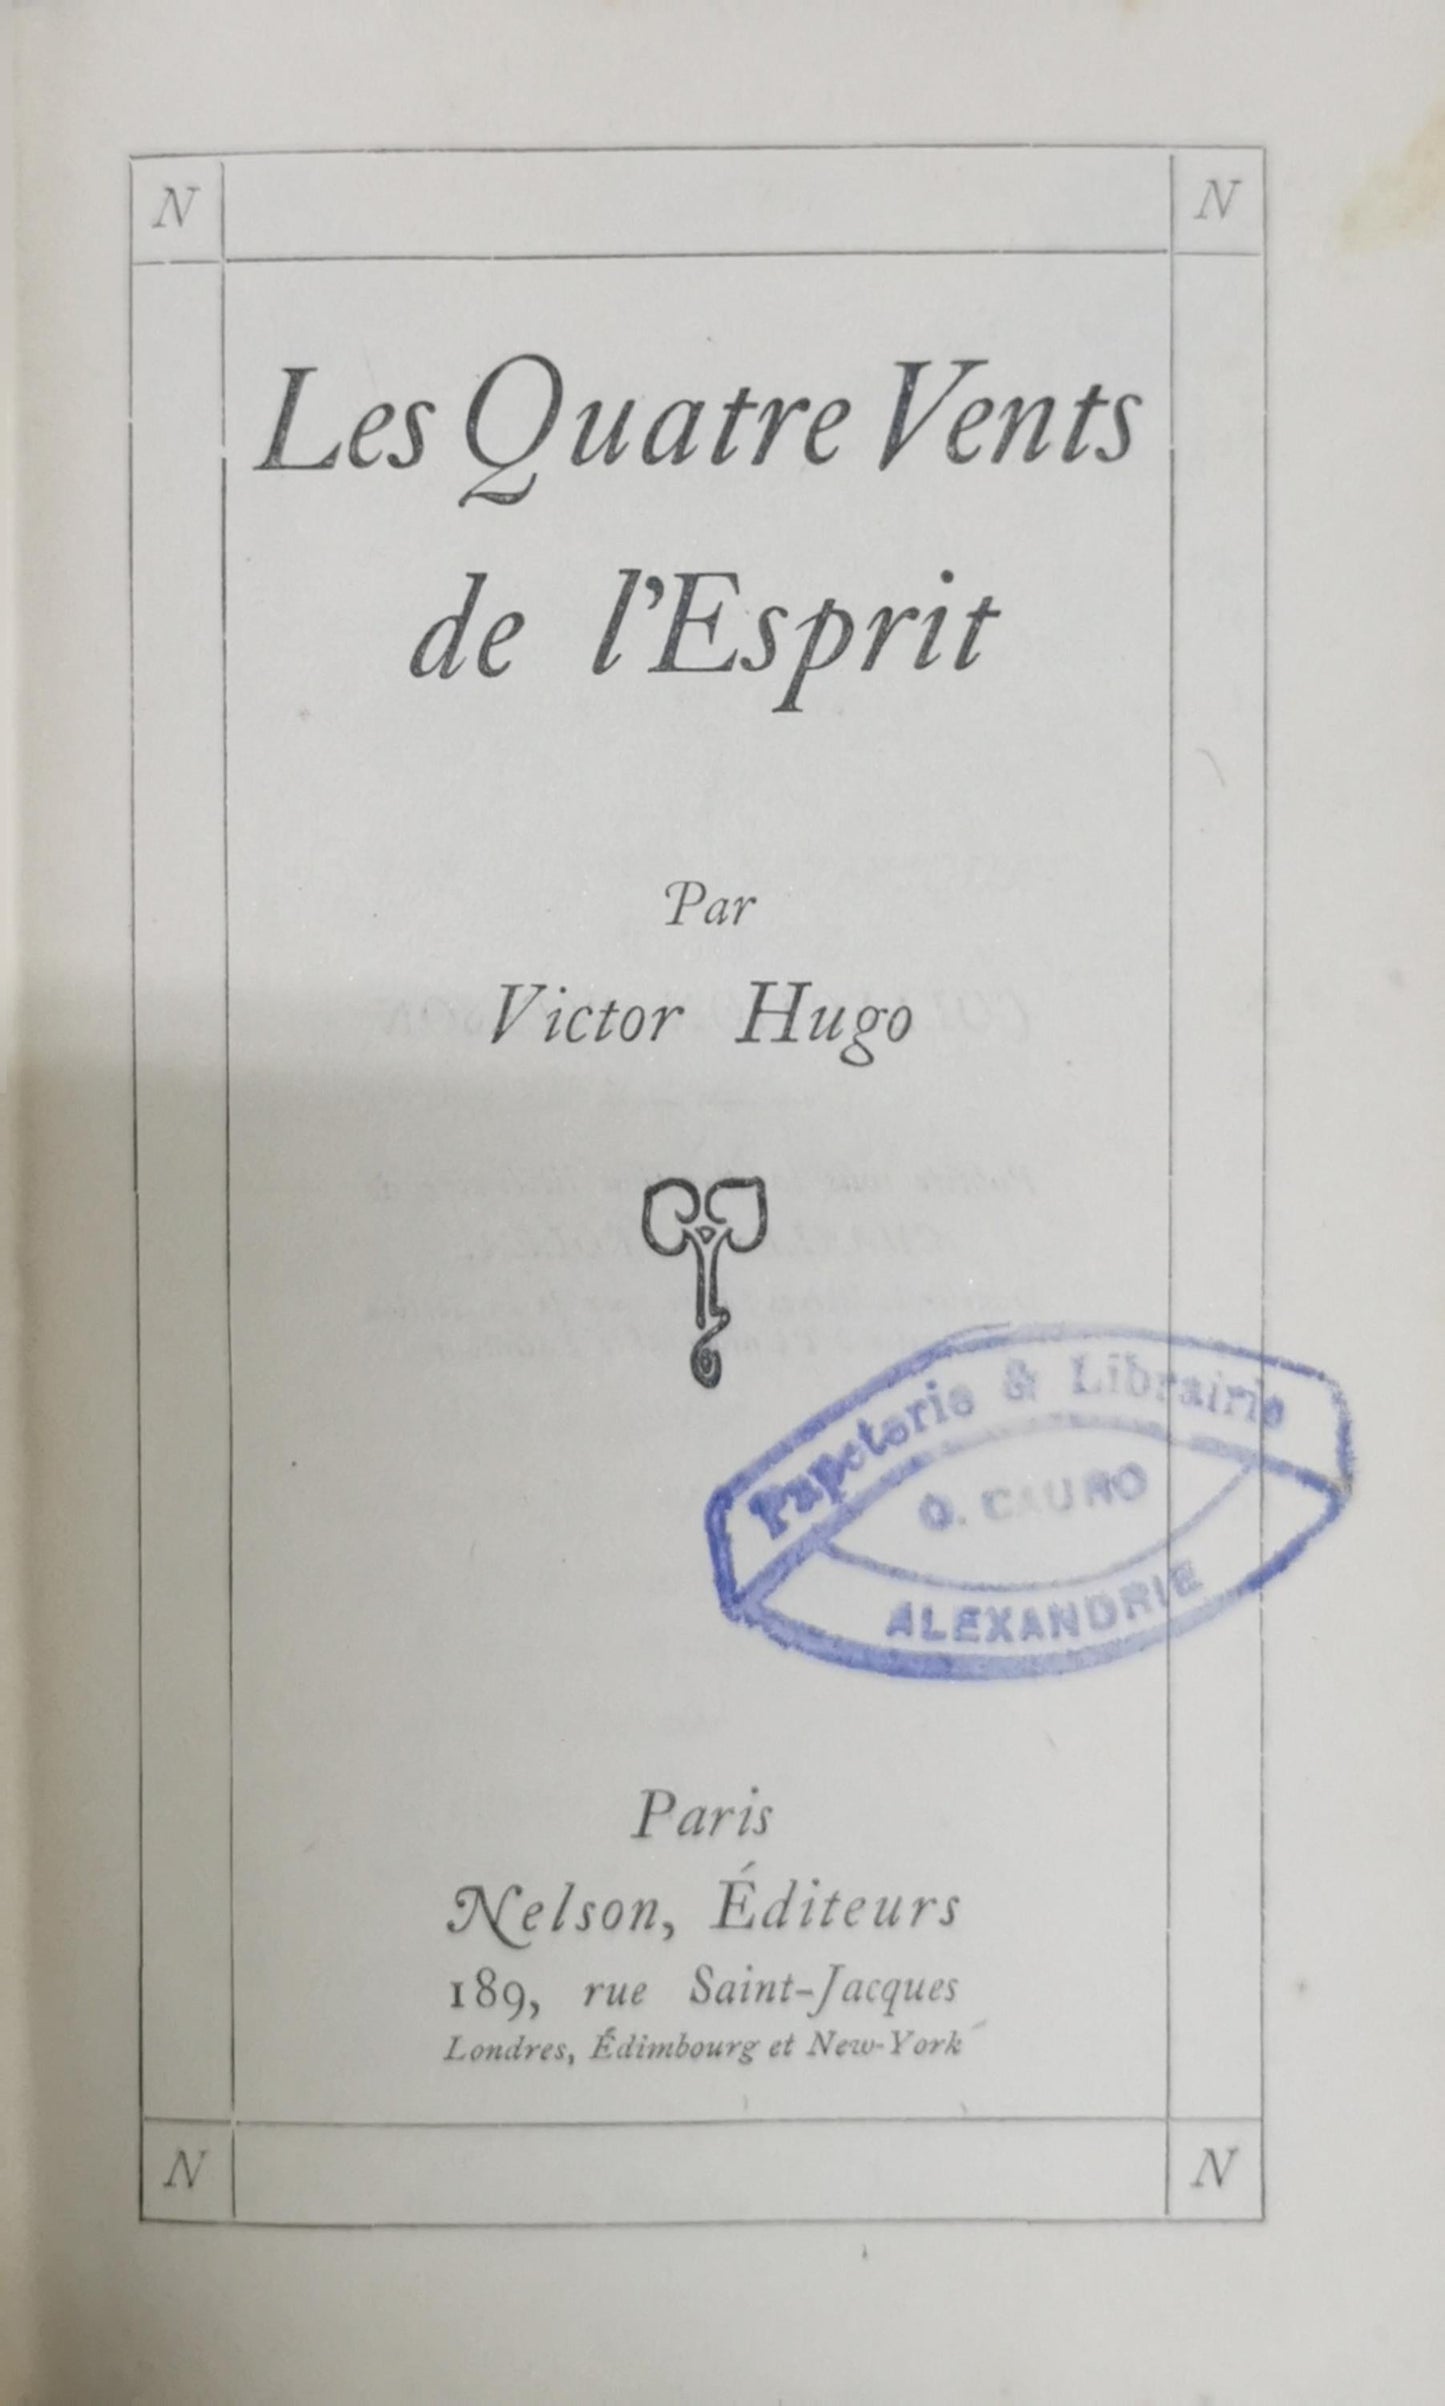 N
N
Les Quatre Vents
de l'Esprit
Par
Victor Hugo
Papeterie & Librairie
O. CAURO
ALEXANDRIE
Paris
Nelson, Éditeurs
189, rue Saint-Jacques
Londres, Édimbourg et New-York
N
N